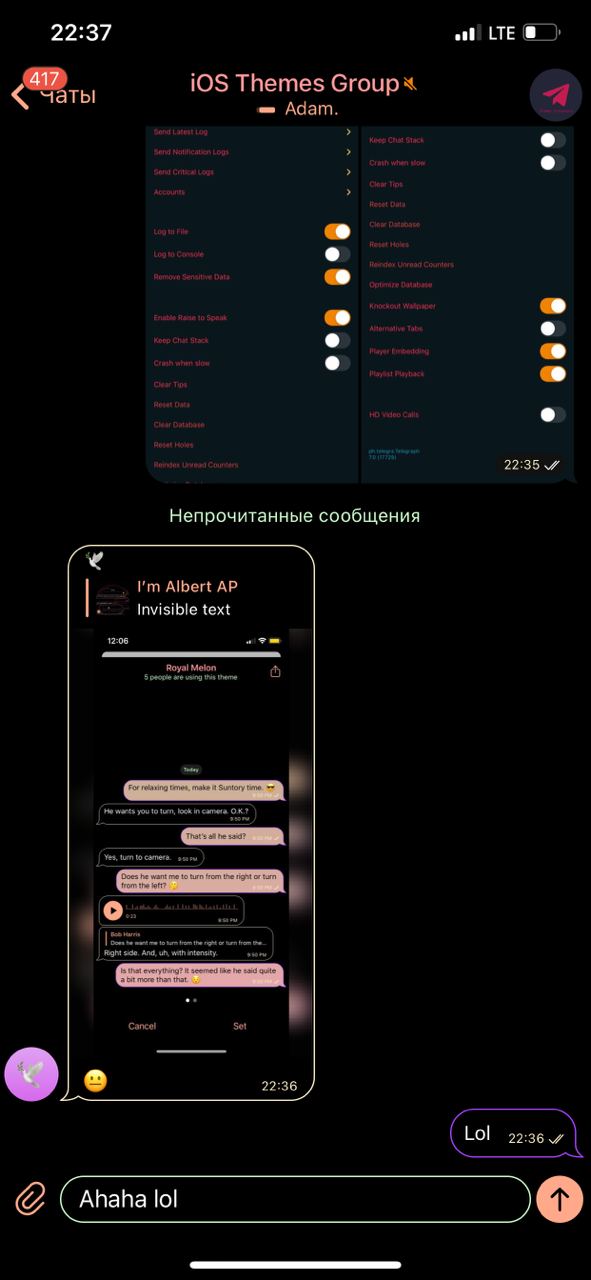 22:37
LTE
417
Чаты
iOS Themes Group
Adam.
Send Latest Log
Send Notification Logs
Send Critical Logs
Accounts
Log to File
Log to Console
Remove Sensitive Data
Enable Raise to Speak
Keep Chat Stack
Crash when slow
Clear Tips
Reset Data
Clear Database
Reset Holes
Reindex Unread Counters
Keep Chat Stack
Crash when slow
Clear Tips
Reset Data
Clear Database
Reset Holes
Reindex Unread Counters
Optimize Database
Knockout Wallpaper
Alternative Tabs
Player Embedding
Playlist Playback
HD Video Calls
ph.telegra.Telegraph
7.0 (17729)
22:35
Непрочитанные сообщения
I'm Albert AP
Invisible text
12:06
Royal Melon
5 people are using this theme
Today
For relaxing times, make it Suntory time. 😎
9:50 PM
He wants you to turn, look in camera. O.K.?
9:50 PM
That's all he said?
9:50 PM
Yes, turn to camera. 9:50 PM
Does he want me to turn from the right or turn
from the left? 🤔
9:50 PM
0:23
9:50 PM
Bob Harris
Does he want me to turn from the right or turn from the...
Right side. And, uh, with intensity.
9:50 PM
Is that everything? It seemed like he said quite
a bit more than that. 😯
9:50 PM
Cancel
Set
22:36
Lol 22:36
Ahaha lol